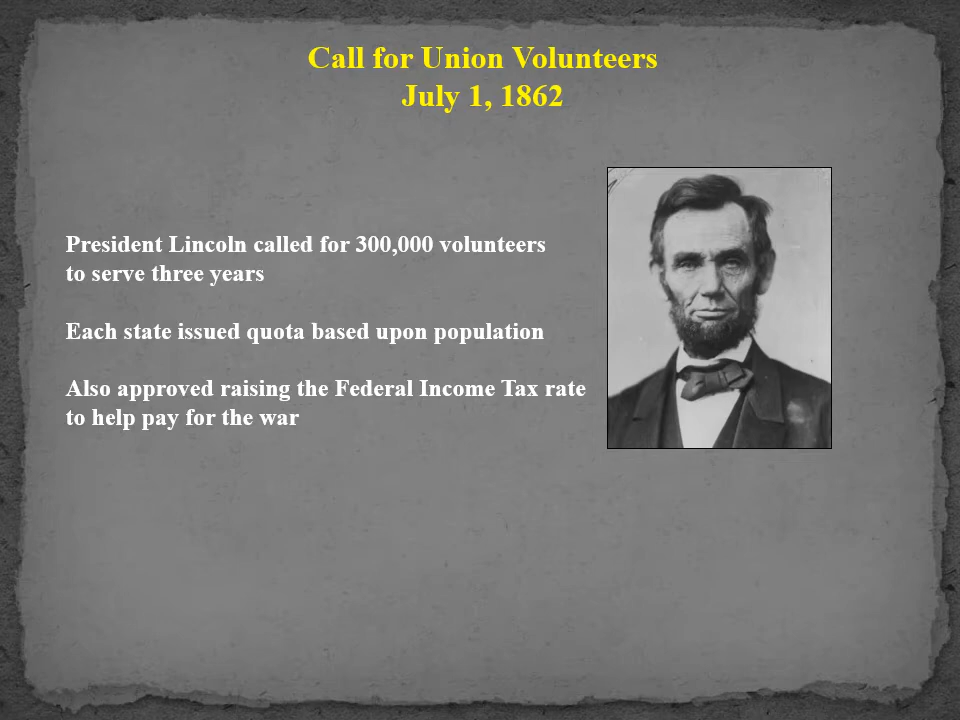 Call for Union Volunteers
July 1, 1862
President Lincoln called for 300,000 volunteers
to serve three years
Each state issued quota based upon population
Also approved raising the Federal Income Tax rate
to help pay for the war